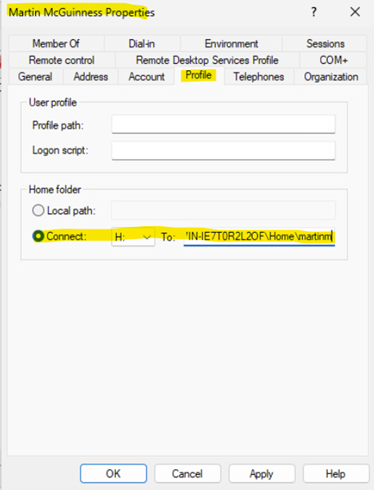 Martin McGuinness Properties ? ×
Member Of Dial-in Environment Sessions
Remote control Remote Desktop Services Profile COM+
General Address Account Profile Telephones Organization
User profile
Profile path:
Logon script:
Home folder
Local path:
Connect: H: To: 'IN-IE7T0R2L2OF\Home\martinm
OK Cancel Apply Help